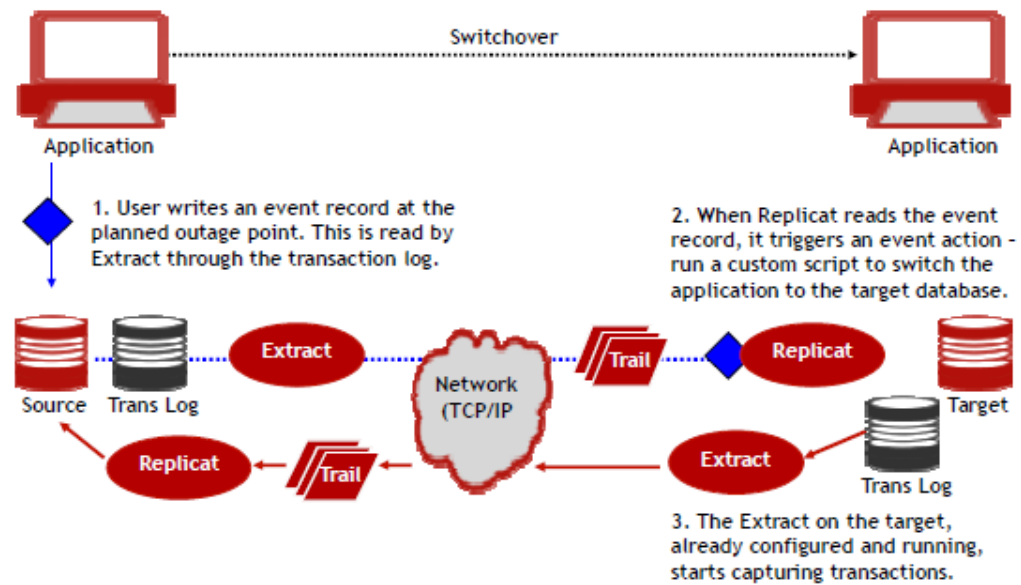 Switchover
Application
Application
1. User writes an event record at the
planned outage point. This is read by
Extract through the transaction log.
2. When Replicat reads the event
record, it triggers an event action –
run a custom script to switch the
application to the target database.
Extract
Network
(TCP/IP
Trail
Replicat
Source
Trans Log
Target
Replicat
Trail
Extract
Trans Log
3. The Extract on the target,
already configured and running,
starts capturing transactions.